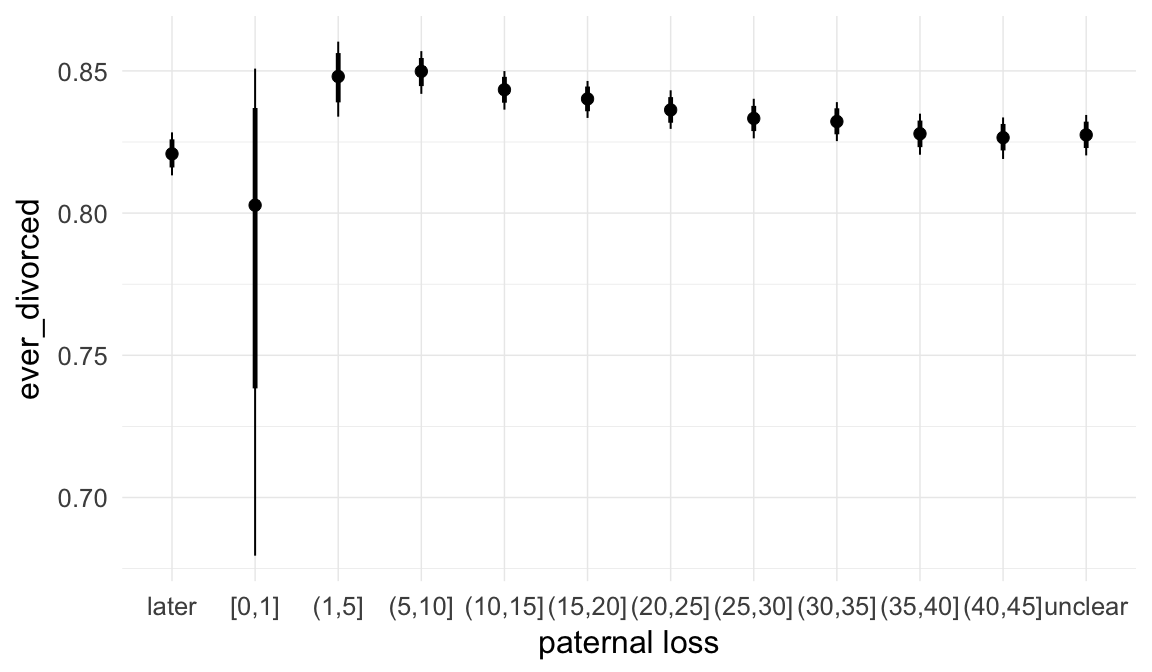 0.85
0.80
0.75
0.70
ever_divorced
later [0,1] (1,5] (5,10] (10,15] (15,20] (20,25] (25,30] (30,35] (35,40] (40,45] unclear
paternal loss